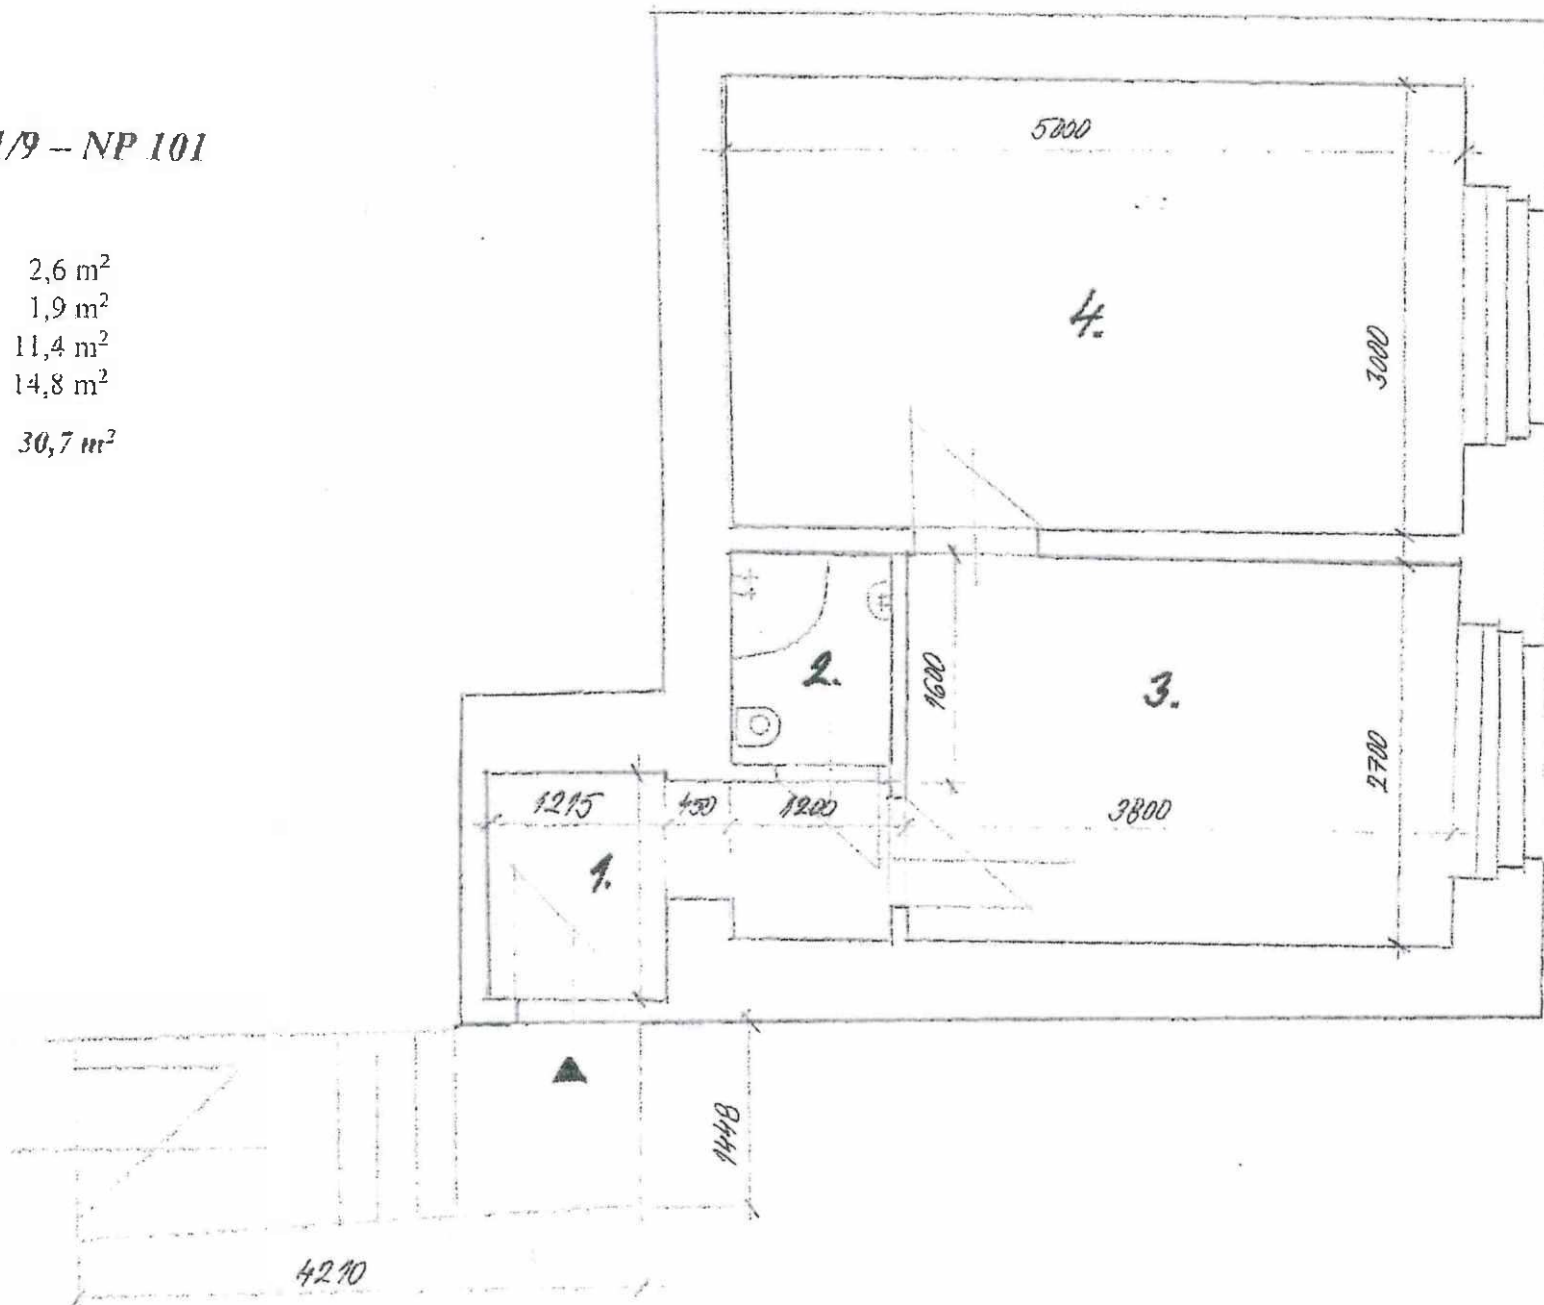 1/9 – NP 101
2,6 m²
1,9 m²
11,4 m²
14,8 m²
30,7 m²
5000
4.
3000
2.
1600
3.
2700
1215
450
1200
3800
1.
1448
4210